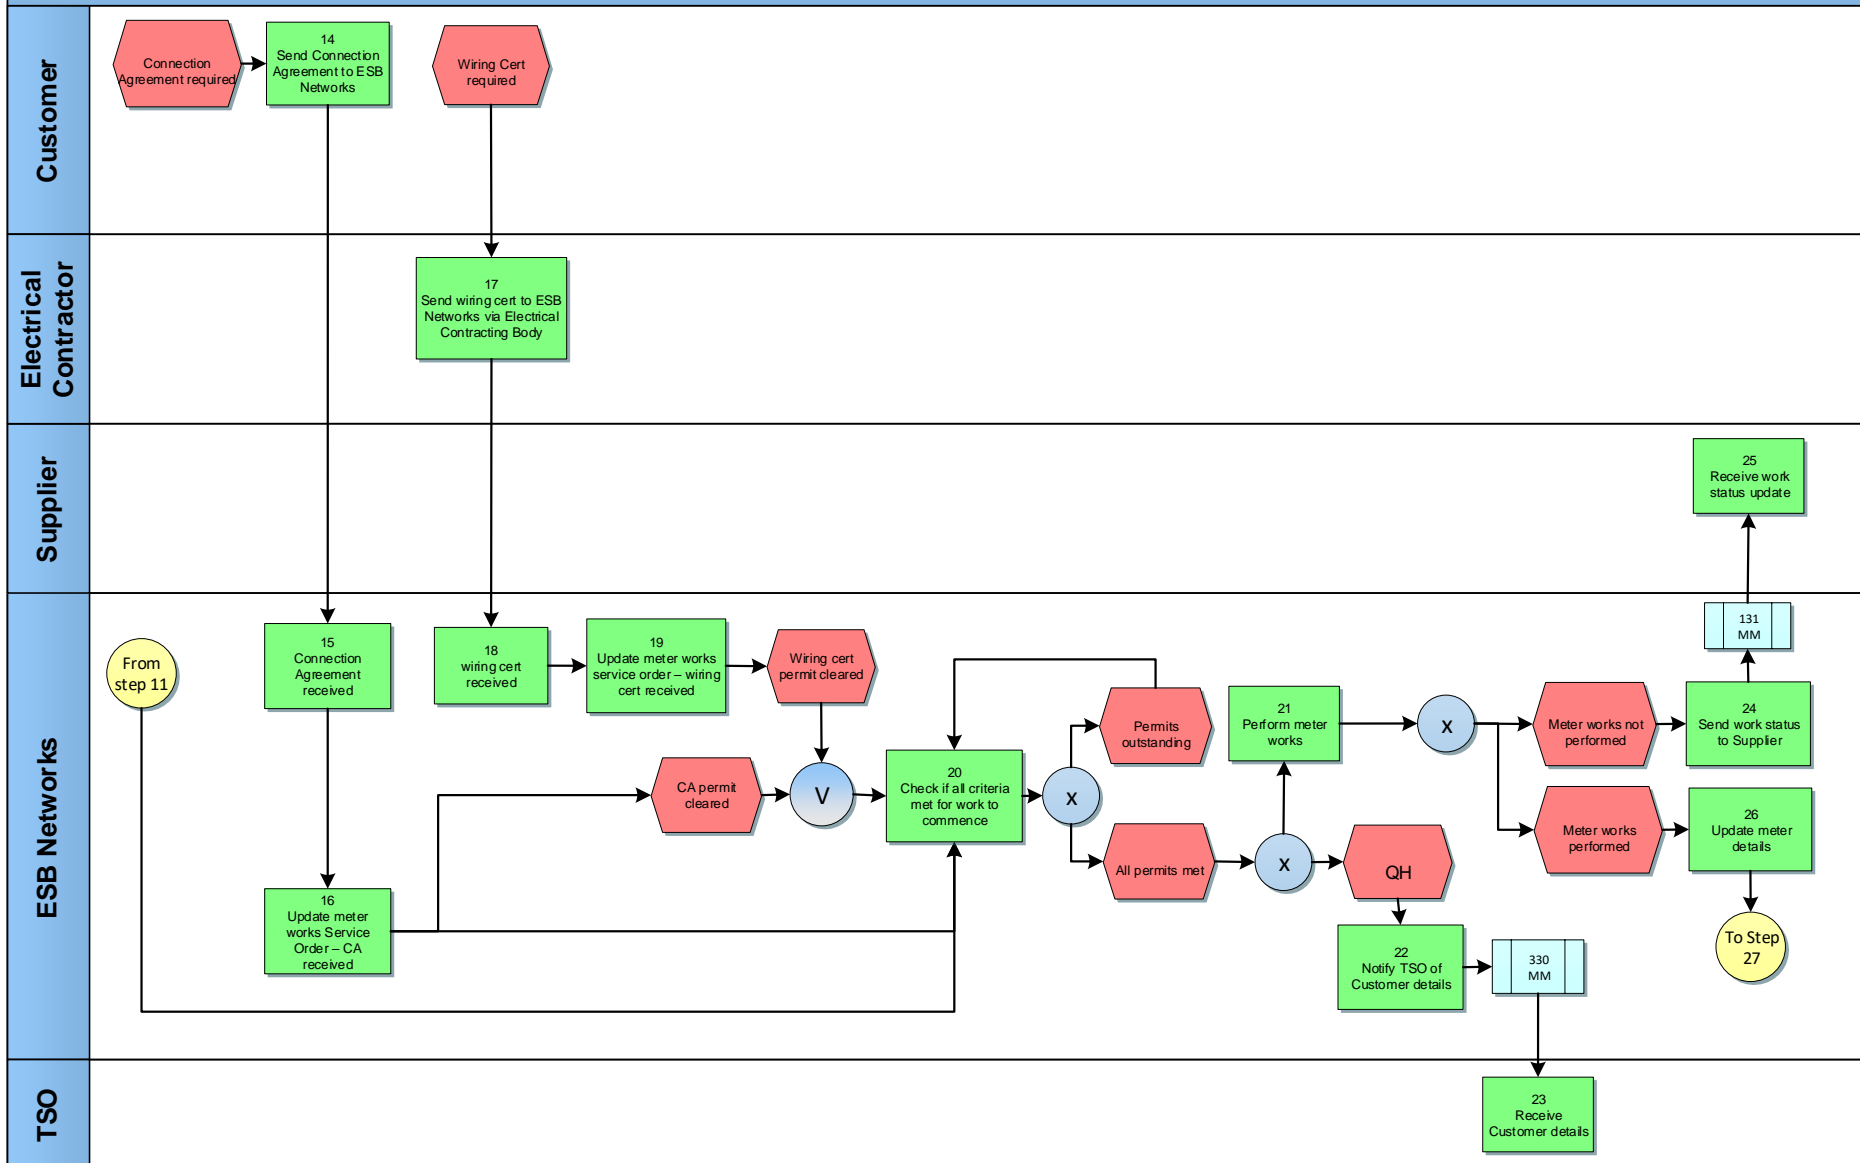 Customer
Connection
Agreement required
14
Send Connection
Agreement to ESB
Networks
Wiring Cert
required
Electrical
Contractor
17
Send wiring cert to ESB
Networks via Electrical
Contracting Body
Supplier
25
Receive work
status update
ESB Networks
From
step 11
15
Connection
Agreement
received
18
wiring cert
received
19
Update meter works
service order – wiring
cert received
Wiring cert
permit cleared
131
MM
Permits
outstanding
21
Perform meter
works
X
Meter works not
performed
24
Send work status
to Supplier
CA permit
cleared
V
20
Check if all criteria
met for work to
commence
X
All permits met
X
QH
Meter works
performed
26
Update meter
details
16
Update meter
works Service
Order – CA
received
22
Notify TSO of
Customer details
330
MM
To Step
27
TSO
23
Receive
Customer details